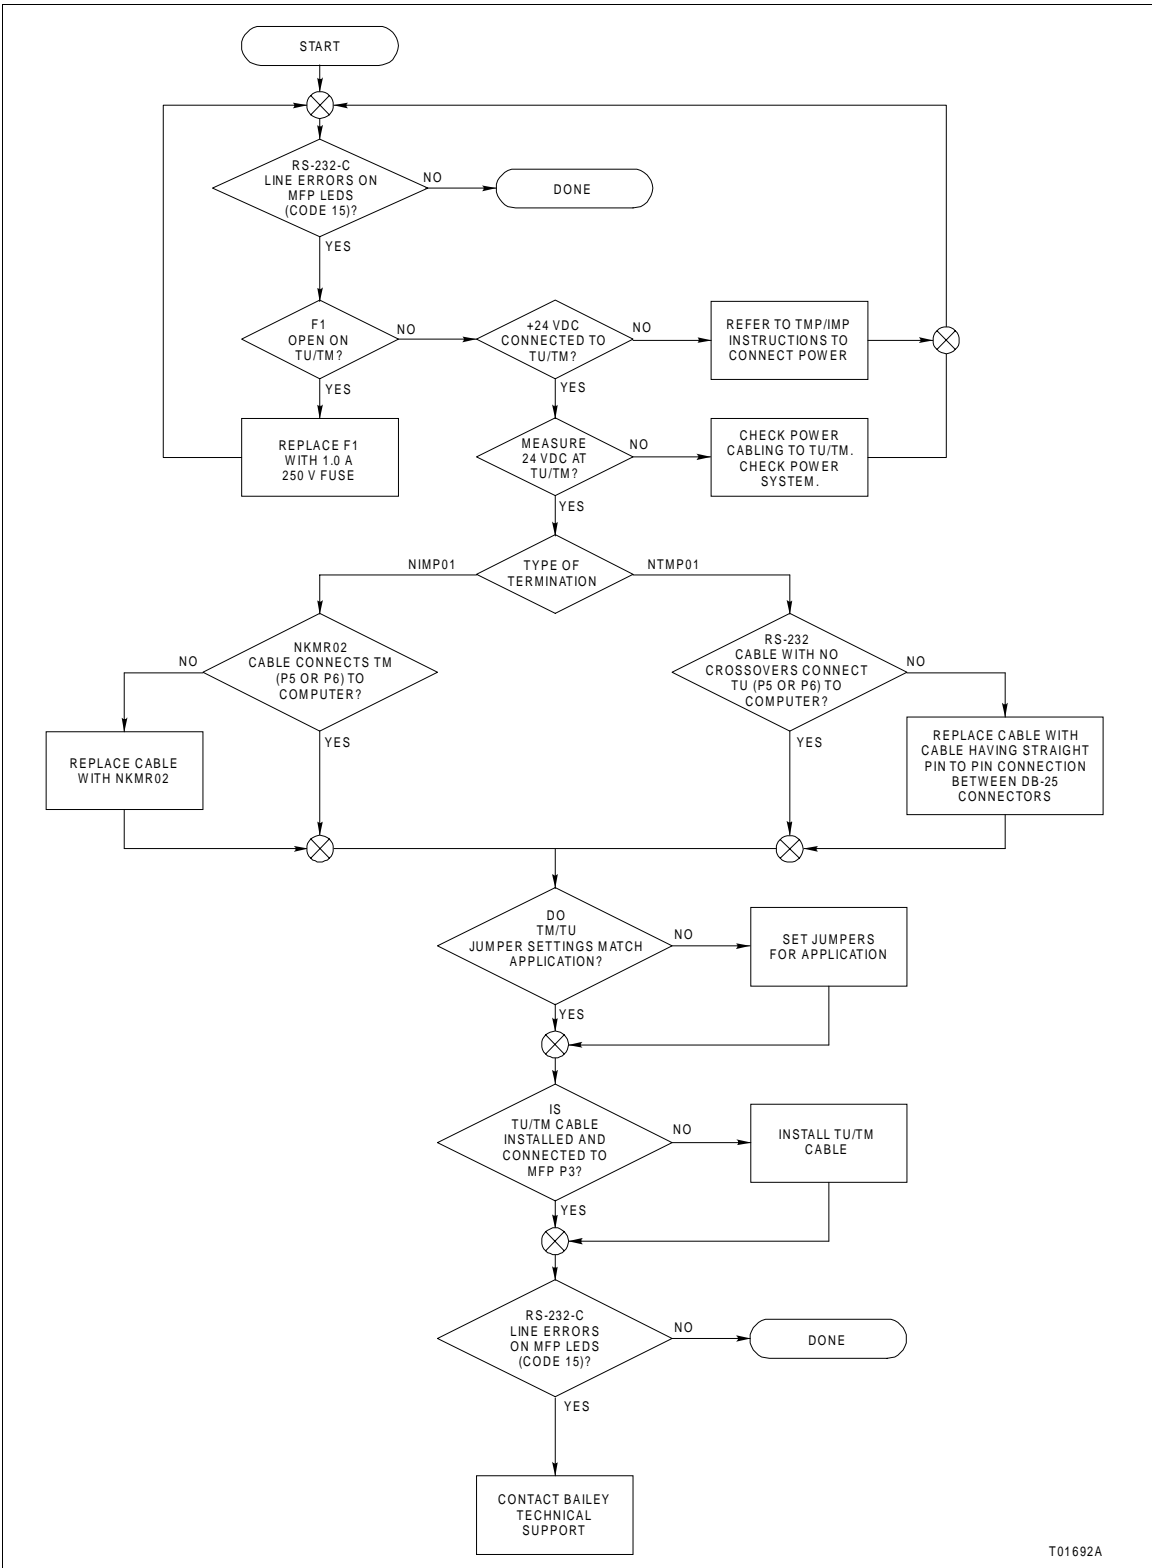 START
RS-232-C
LINE ERRORS ON
MFP LEDS
(CODE 15)?
NO
DONE
YES
F1
OPEN ON
TU/TM?
NO
+24 VDC
CONNECTED TO
TU/TM?
NO
REFER TO TMP/IMP
INSTRUCTIONS TO
CONNECT POWER
YES
YES
REPLACE F1
WITH 1.0 A
250 V FUSE
MEASURE
24 VDC AT
TU/TM?
NO
CHECK POWER
CABLING TO TU/TM.
CHECK POWER
SYSTEM.
YES
NIMP01
TYPE OF
TERMINATION
NTMP01
NO
NKMR02
CABLE CONNECTS TM
(P5 OR P6) TO
COMPUTER?
RS-232
CABLE WITH NO
CROSSOVERS CONNECT
TU (P5 OR P6) TO
COMPUTER?
NO
YES
YES
REPLACE CABLE
WITH NKMR02
REPLACE CABLE WITH
CABLE HAVING STRAIGHT
PIN TO PIN CONNECTION
BETWEEN DB-25
CONNECTORS
DO
TM/TU
JUMPER SETTINGS MATCH
APPLICATION?
NO
SET JUMPERS
FOR APPLICATION
YES
IS
TU/TM CABLE
INSTALLED AND
CONNECTED TO
MFP P3?
NO
INSTALL TU/TM
CABLE
YES
RS-232-C
LINE ERRORS
ON MFP LEDS
(CODE 15)?
NO
DONE
YES
CONTACT BAILEY
TECHNICAL
SUPPORT
T01692A